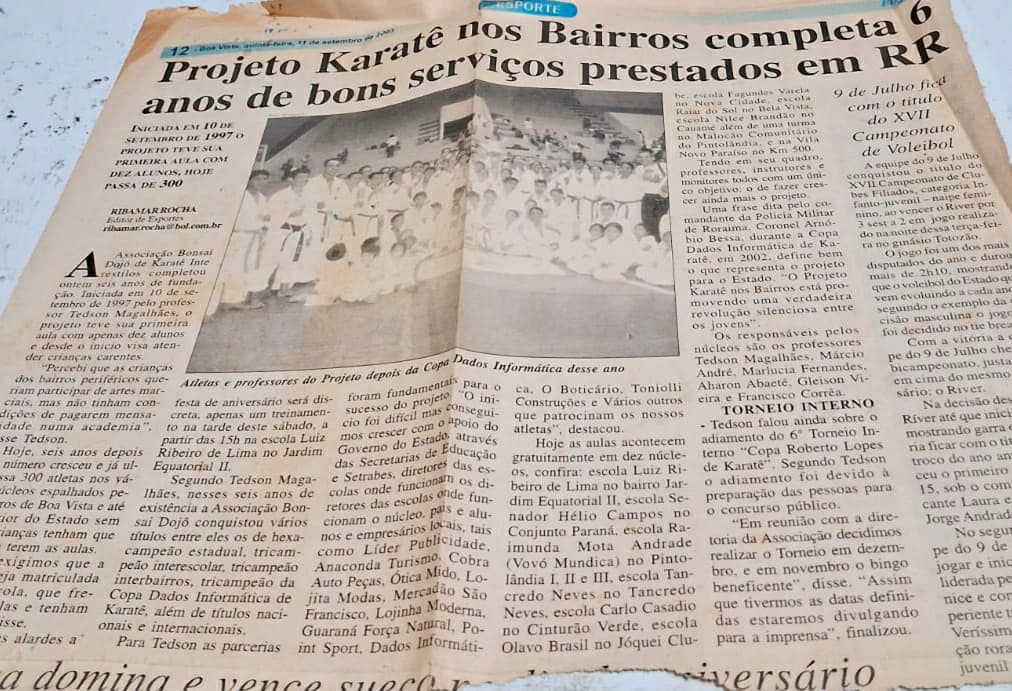 ESPORTE
12 - Boa Vista, quinta-feira, 11 de setembro de 2003
Projeto Karatê nos Bairros completa 6
anos de bons serviços prestados em RR
INICIADA EM 10 DE
SETEMBRO DE 1997 O
PROJETO TEVE SUA
PRIMEIRA AULA COM
DEZ ALUNOS, HOJE
PASSA DE 300
RIBAMAR ROCHA
Editor de Esportes
ribamar.rocha@bol.com.br
A Associação Bonsai
Dojô de Karatê Inte
restilos completou
ontem seis anos de funda-
ção. Iniciada em 10 de se-
tembro de 1997 pelo profes-
sor Tedson Magalhães, o
projeto teve sua primeira
aula com apenas dez alunos
e desde o início visa aten-
der crianças carentes.
"Percebi que as crianças
dos bairros periféricos que-
riam participar de artes mar-
ciais, mas não tinham con-
dições de pagarem mensa-
idade numa academia",
sse Tedson.
Hoje, seis anos depois
número cresceu e já ul-
ssa 300 atletas nos vá-
úcleos espalhados pe-
ros de Boa Vista e até
ior do Estado sem
ianças tenham que
terem as aulas.
exigimos que a
ja matriculada
cola, que fre-
las e tenham
isse.
s alardes a
Atletas e professores do Projeto depois da Copa Dados Informática desse ano
festa de aniversário será dis-
creta, apenas um treinamen-
to na tarde deste sábado, a
partir das 15h na escola Luiz
Ribeiro de Lima no Jardim
Equatorial II.
Segundo Tedson Maga-
lhães, nesses seis anos de
existência a Associação Bon-
sai Dojô conquistou vários
títulos entre eles os de hexa-
campeão estadual, tricam-
peão interescolar, tricampeão
interbairros, tricampeão da
Copa Dados Informática de
Karatê, além de títulos naci-
onais e internacionais.
Para Tedson as parcerias
foram fundamentais para o
sucesso do projeto. "O iní-
cio foi difícil mas consegui-
mos crescer com o apoio do
Governo do Estado, através
das Secretarias de Educação
e Setrabes, diretores das es-
colas onde funcionam os di-
retores das escolas onde fun-
cionam o núcleo, pais e alu-
nos e empresários locais, tais
como Líder Publicidade,
Anaconda Turismo, Cobra
Auto Peças, Ótica Mido, Lo-
jita Modas, Mercadão São
Francisco, Lojinha Moderna,
Guaraná Força Natural, Po-
int Sport, Dados Informáti-
ca, O Boticário, Toniolli
Construções e Vários outros
que patrocinam os nossos
atletas", destacou.
Hoje as aulas acontecem
gratuitamente em dez núcle-
os, confira: escola Luiz Ri-
beiro de Lima no bairro Jar-
dim Equatorial II, escola Se-
nador Hélio Campos no
Conjunto Paraná, escola Ra-
imunda Mota Andrade
(Vovó Mundica) no Pinto-
lândia I, II e III, escola Tan-
credo Neves no Tancredo
Neves, escola Carlo Casadio
no Cinturão Verde, escola
Olavo Brasil no Jóquei Clu-
be, escola Fagundes Varela
no Nova Cidade, escola
Raiar do Sol no Bela Vista,
escola Nilce Brandão no
Cauamé além de uma turma
no Malocão Comunitário
do Pintolândia, e na Vila
Novo Paraíso no Km 500.
Tendo em seu quadro,
professores, instrutores e
monitores todos com um úni-
co objetivo: o de fazer cres-
cer ainda mais o projeto.
Uma frase dita pelo co-
mandante da Polícia Militar
de Roraima, Coronel Arnó-
bio Bessa, durante a Copa
Dados Informática de Ka-
ratê, em 2002, define bem
o que representa o projeto
para o Estado. "O Projeto
Karatê nos Bairros está pro-
movendo uma verdadeira
revolução silenciosa entre
os jovens".
Os responsáveis pelos
núcleos são os professores
Tedson Magalhães, Márcio
André, Marlucia Fernandes,
Aharon Abaeté, Gleison Vi-
eira e Francisco Corrêa.
TORNEIO INTERNO
- Tedson falou ainda sobre o
adiamento do 6º Torneio In-
terno "Copa Roberto Lopes
de Karatê". Segundo Tedson
o adiamento foi devido à
preparação das pessoas para
o concurso público.
"Em reunião com a dire-
toria da Associação decidimos
realizar o Torneio em dezem-
bro, e em novembro o bingo
beneficente", disse. "Assim
que tivermos as datas defini-
das estaremos divulgando
para a imprensa", finalizou.
9 de Julho fica
com o titulo
do XVII
Campeonato
de Voleibol
A equipe do 9 de Julho,
conquistou o título do
XVII Campeonato de Clu-
bes Filiados, categoria In-
fanto-juvenil - naipe femi-
nino, ao vencer o River por
3 sest a 2 em jogo realiza-
do na noite dessa terça-fei-
ra no ginásio Totozão.
O jogo foi um dos mais
disputados do ano e durou
mais de 2h10, mostrando
que o voleibol do Estado
vem evoluindo a cada ano
seguindo o exemplo da
cisão masculina o jogo
foi decidido no tie break
Com a vitória a
pe do 9 de Julho che
bicampeonato, justa
em cima do mesmo
sário: o River.
Na decisão des
River até que inici
mostrando garra e
ria ficar com o tit
troco do ano ant
ceu o primeiro
15, sob o com
cante Laura e
Jorge Andrade
No segun
pe do 9 de
jogar e inic
liderada pe
nice e con
periente t
Veríssim
ção rora
juvenil
a domina e vence sueco
aniversário